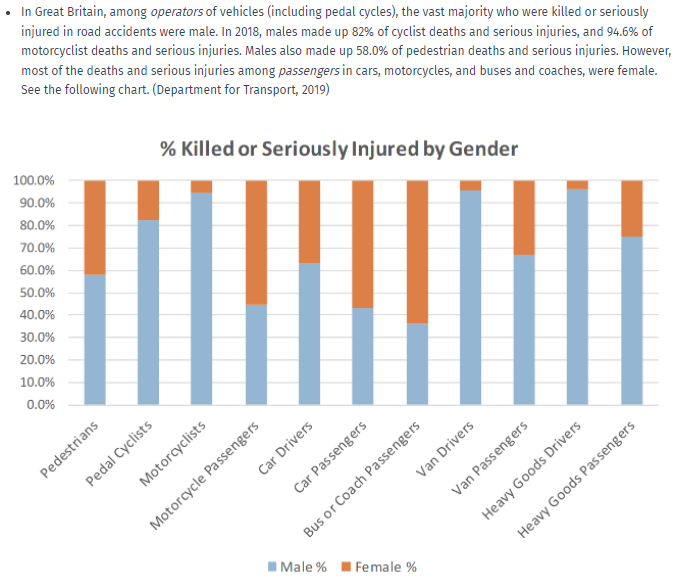 • In Great Britain, among operators of vehicles (including pedal cycles), the vast majority who were killed or seriously
injured in road accidents were male. In 2018, males made up 82% of cyclist deaths and serious injuries, and 94.6% of
motorcyclist deaths and serious injuries. Males also made up 58.0% of pedestrian deaths and serious injuries. However,
most of the deaths and serious injuries among passengers in cars, motorcycles, and buses and coaches, were female.
See the following chart. (Department for Transport, 2019)
% Killed or Seriously Injured by Gender
100.0%
90.0%
80.0%
70.0%
60.0%
50.0%
40.0%
30.0%
20.0%
10.0%
0.0%
Pedestrians
Pedal Cyclists
Motorcyclists
Motorcycle Passengers
Car Drivers
Car Passengers
Bus or Coach Passengers
Van Drivers
Van Passengers
Heavy Goods Drivers
Heavy Goods Passengers
Male %
Female %